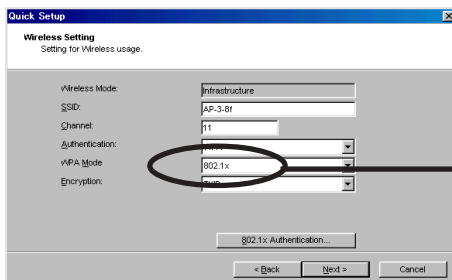 Quick Setup
Wireless Setting
Setting for Wireless usage.
Wireless Mode: Infrastructure
SSID: AP-3-8f
Channel: 11
Authentication:
WPA Mode 802.1x
Encryption:
802.1x Authentication...
< Back Next > Cancel